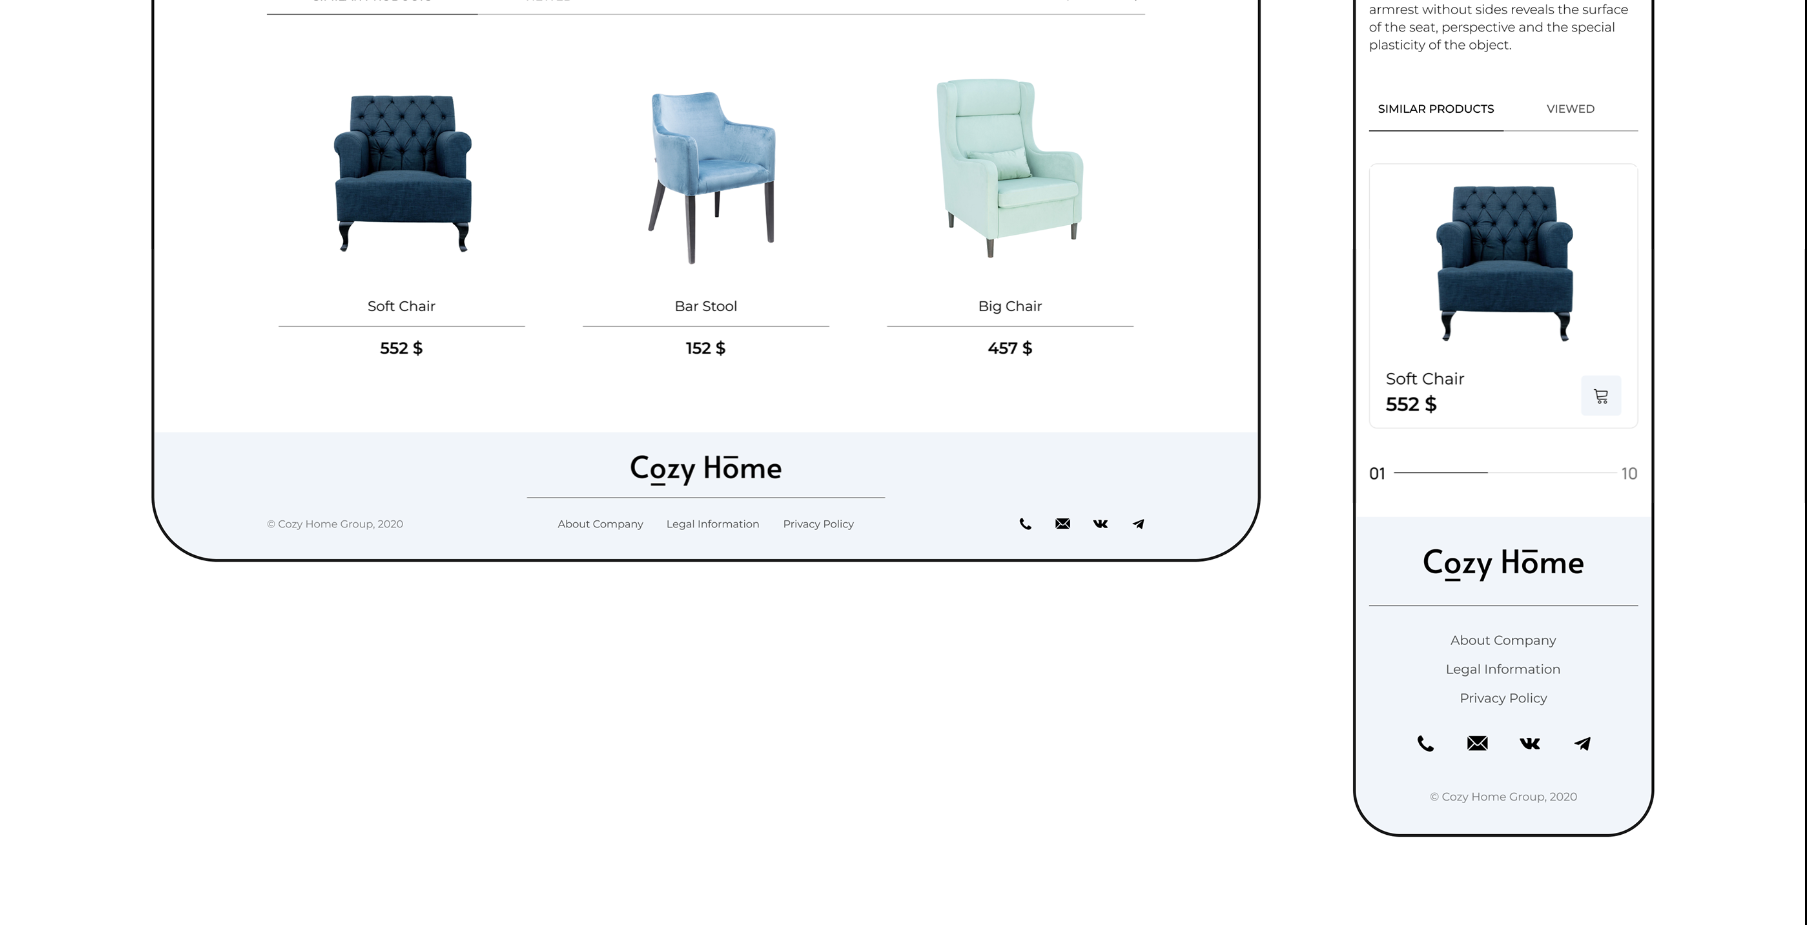 Soft Chair
552 $
Bar Stool
152 $
Big Chair
457 $
Cozy Home
© Cozy Home Group, 2020
About Company
Legal Information
Privacy Policy
armrest without sides reveals the surface
of the seat, perspective and the special
plasticity of the object.
SIMILAR PRODUCTS
VIEWED
Soft Chair
552 $
01
10
Cozy Home
About Company
Legal Information
Privacy Policy
© Cozy Home Group, 2020